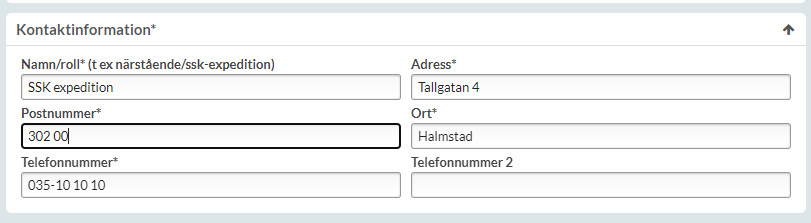 Kontaktinformation*
Namn/roll* (t ex närstående/ssk-expedition) Adress*
SSK expedition Tallgatan 4
Postnummer* Ort*
302 00 Halmstad
Telefonnummer* Telefonnummer 2
035-10 10 10